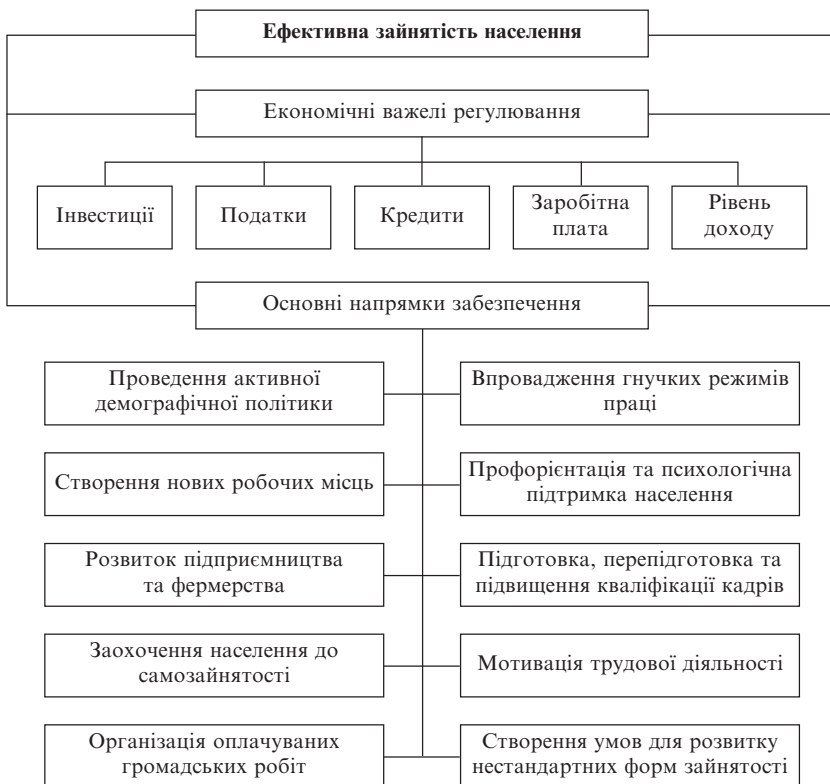 Ефективна зайнятість населення
Економічні важелі регулювання
Інвестиції
Податки
Кредити
Заробітна
плата
Рівень
доходу
Основні напрямки забезпечення
Проведення активної
демографічної політики
Впровадження гнучких режимів
праці
Створення нових робочих місць
Профорієнтація та психологічна
підтримка населення
Розвиток підприємництва
та фермерства
Підготовка, перепідготовка та
підвищення кваліфікації кадрів
Заохочення населення до
самозайнятості
Мотивація трудової діяльності
Організація оплачуваних
громадських робіт
Створення умов для розвитку
нестандартних форм зайнятості